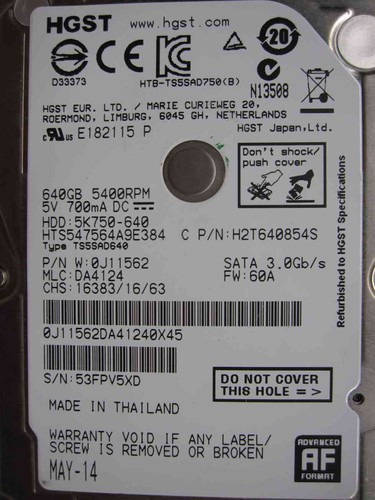 HGST www.hgst.com
20
D33373
HTB-TS5SAD750(B)
N13508
HGST EUR. LTD. / MARIE CURIEWEG 20,
ROERMOND, LIMBURG, 6045 GH, NETHERLANDS
c RU us E182115 P
HGST Japan,Ltd.
Don't shock/
push cover
640GB 5400RPM
5V 700mA DC
HDD:5K750-640
HTS547564A9E384 C P/N:H2T640854S
Type TS5SAD640
P/N W:0J11562 SATA 3.0Gb/s
MLC:DA4124 FW:60A
CHS:16383/16/63
Refurbished to HGST Specifications
0J11562DA41240X45
S/N:53FPV5XD
DO NOT COVER
THIS HOLE = >
MADE IN THAILAND
WARRANTY VOID IF ANY LABEL/
SCREW IS REMOVED OR BROKEN
MAY-14
ADVANCED
AF
FORMAT